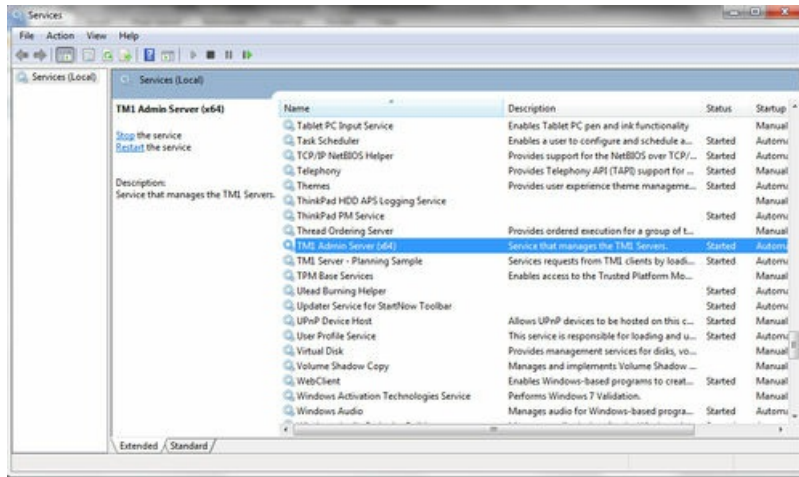 Services
File Action View Help
Services (Local)
Services (Local)
TM1 Admin Server (x64)
Stop the service
Restart the service
Description:
Service that manages the TM1 Servers.
Name Description Status Startup
Tablet PC Input Service Enables Tablet PC pen and ink functionality Manual
Task Scheduler Enables a user to configure and schedule a... Started Automa
TCP/IP NetBIOS Helper Provides support for the NetBIOS over TCP/... Started Automa
Telephony Provides Telephony API (TAPI) support for ... Started Manual
Themes Provides user experience theme manageme... Started Automa
ThinkPad HDD APS Logging Service Manual
ThinkPad PM Service Started Automa
Thread Ordering Server Provides ordered execution for a group of t... Manual
TM1 Admin Server (x64) Service that manages the TM1 Servers. Started Automa
TM1 Server - Planning Sample Services requests from TM1 clients by loadi... Started Automa
TPM Base Services Enables access to the Trusted Platform Mo... Manual
Ulead Burning Helper Started Automa
Updater Service for StartNow Toolbar Started Automa
UPnP Device Host Allows UPnP devices to be hosted on this c... Started Manual
User Profile Service This service is responsible for loading and u... Started Automa
Virtual Disk Provides management services for disks, vo... Manual
Volume Shadow Copy Manages and implements Volume Shadow ... Manual
WebClient Enables Windows-based programs to creat... Started Manual
Windows Activation Technologies Service Performs Windows 7 Validation. Manual
Windows Audio Manages audio for Windows-based progra... Started Automa
Extended Standard